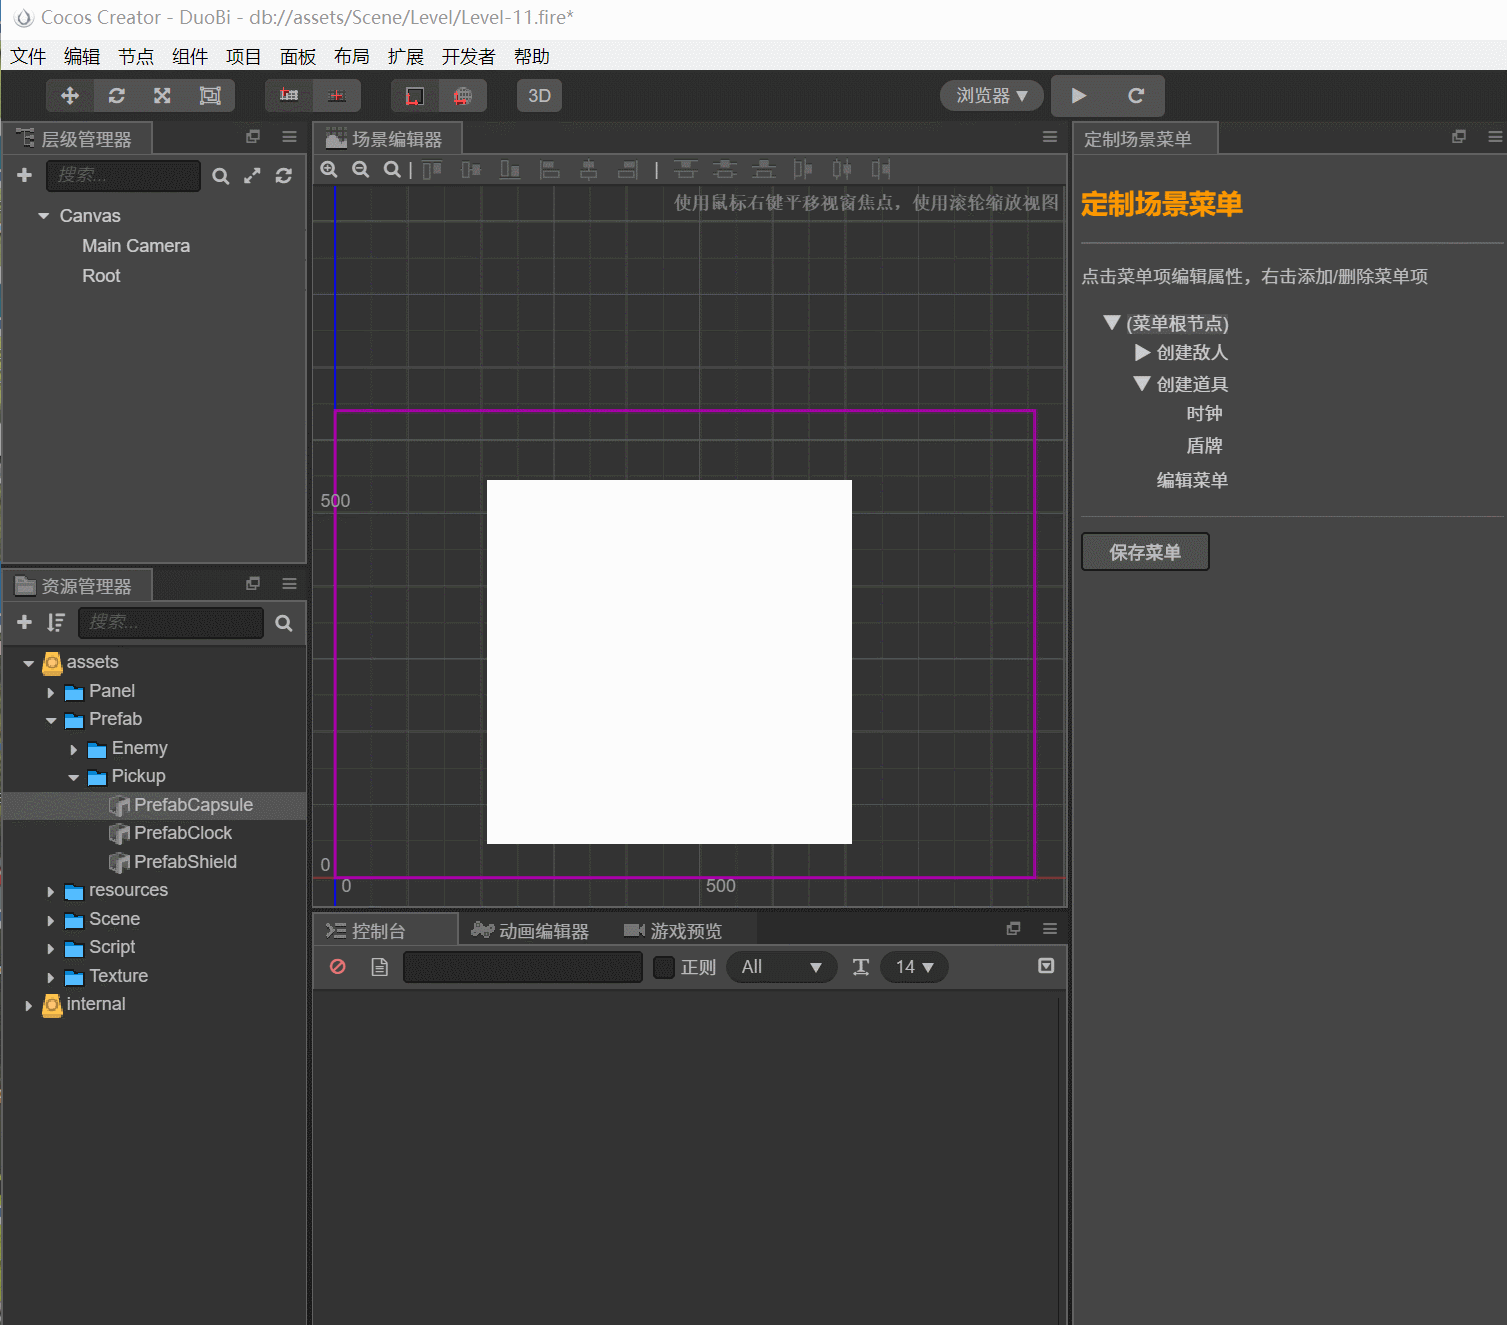 Cocos Creator - DuoBi - db://assets/Scene/Level/Level-11.fire*
文件 编辑 节点 组件 项目 面板 布局 扩展 开发者 帮助
3D 浏览器
层级管理器
搜索...
Canvas
Main Camera
Root
资源管理器
搜索...
assets
Panel
Prefab
Enemy
Pickup
PrefabCapsule
PrefabClock
PrefabShield
resources
Scene
Script
Texture
internal
场景编辑器
使用鼠标右键平移视窗焦点，使用滚轮缩放视图
500
0
0 500
控制台 动画编辑器 游戏预览
正则 All 14
定制场景菜单
定制场景菜单
点击菜单项编辑属性，右击添加/删除菜单项
(菜单根节点)
创建敌人
创建道具
时钟
盾牌
编辑菜单
保存菜单